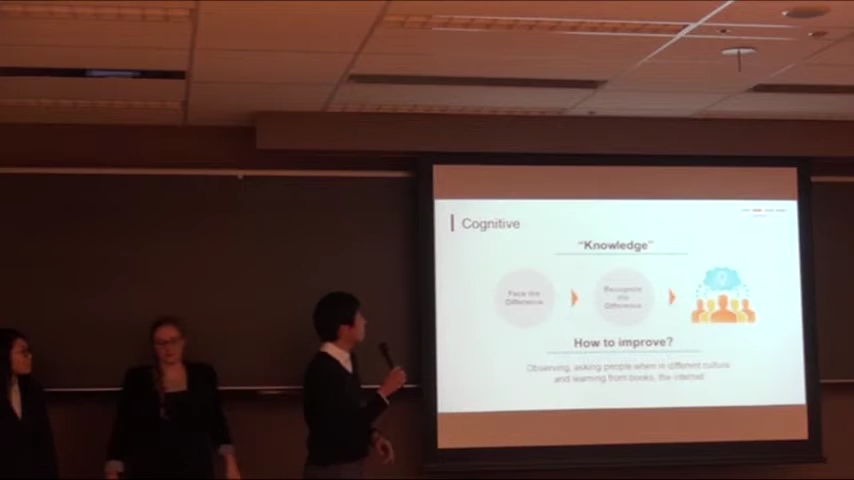 Cognitive
“Knowledge”
Face the
Difference
Recognize
the
Difference
How to improve?
Observing, asking people when in different culture
and learning from books, the internet